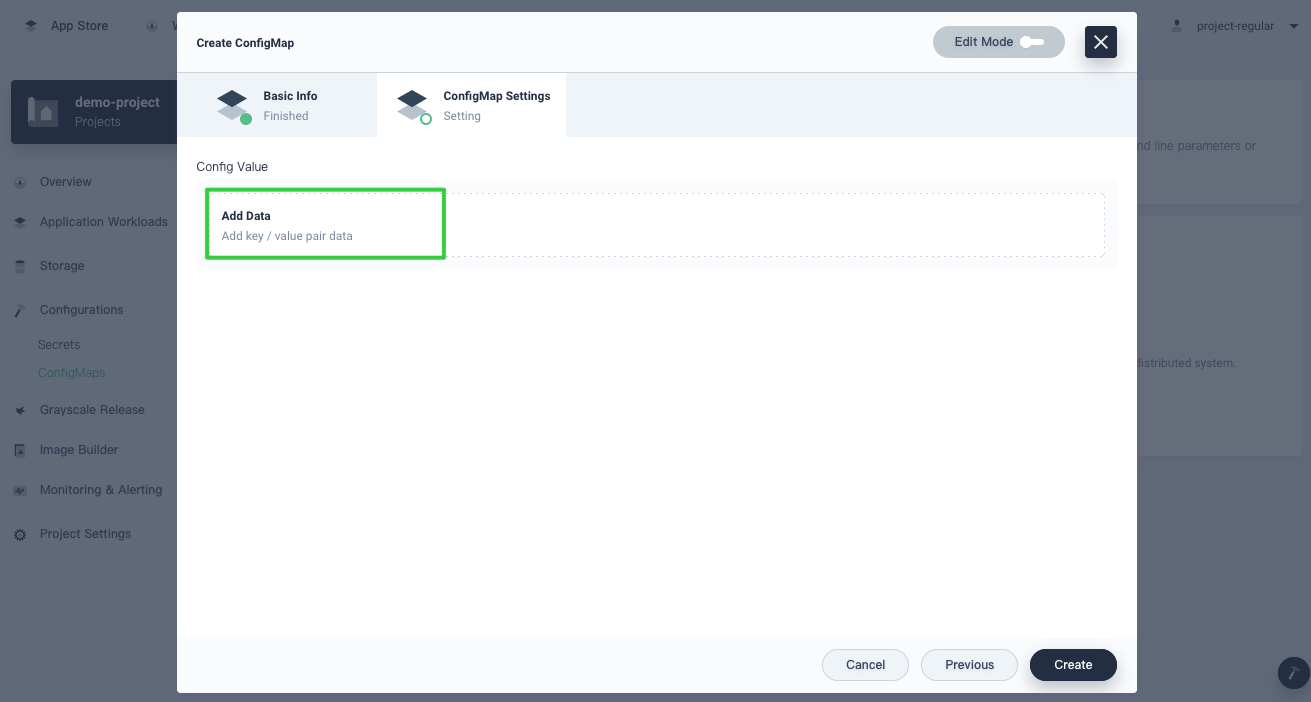 App Store
project-regular
Create ConfigMap
Edit Mode
demo-project
Projects
Basic Info
Finished
ConfigMap Settings
Setting
nd line parameters or
Overview
Application Workloads
Storage
Configurations
Secrets
ConfigMaps
Grayscale Release
Image Builder
Monitoring & Alerting
Project Settings
Config Value
Add Data
Add key / value pair data
distributed system.
Cancel
Previous
Create